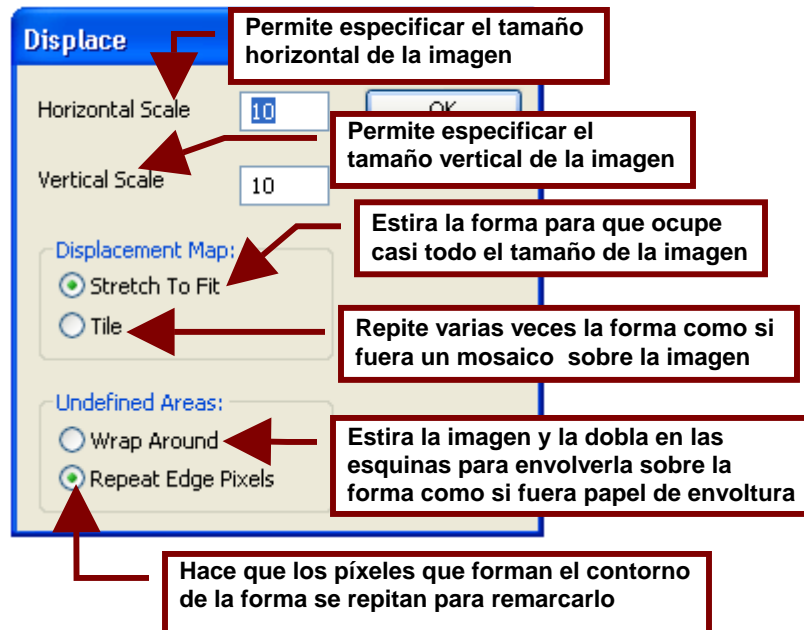 Displace
Permite especificar el tamaño
horizontal de la imagen
Horizontal Scale
10
Permite especificar el
tamaño vertical de la imagen
Vertical Scale
10
Estira la forma para que ocupe
casi todo el tamaño de la imagen
Displacement Map:
Stretch To Fit
Tile
Repite varias veces la forma como si
fuera un mosaico sobre la imagen
Undefined Areas:
Wrap Around
Estira la imagen y la dobla en las
esquinas para envolverla sobre la
forma como si fuera papel de envoltura
Repeat Edge Pixels
Hace que los píxeles que forman el contorno
de la forma se repitan para remarcarlo